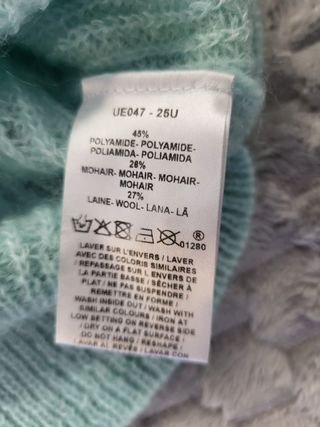 UE047 - 25U
45%
POLYAMIDE- POLYAMIDE-
POLIAMIDA- POLIAMIDA
28%
MOHAIR- MOHAIR- MOHAIR-
MOHAIR
27%
LAINE- WOOL- LANA- LÃ
®
01280
LAVER SUR L'ENVERS / LAVER
AVEC DES COLORIS SIMILAIRES
/ REPASSAGE SUR L'ENVERS DE
LA PARTIE BASSE / SÉCHER À
PLAT / NE PAS SUSPENDRE /
REMETTRE EN FORME /
WASH INSIDE OUT / WASH WITH
SIMILAR COLOURS / IRON AT
LOW SETTING ON REVERSE SIDE
/ DRY ON A FLAT SURFACE /
DO NOT HANG / RESHAPE /